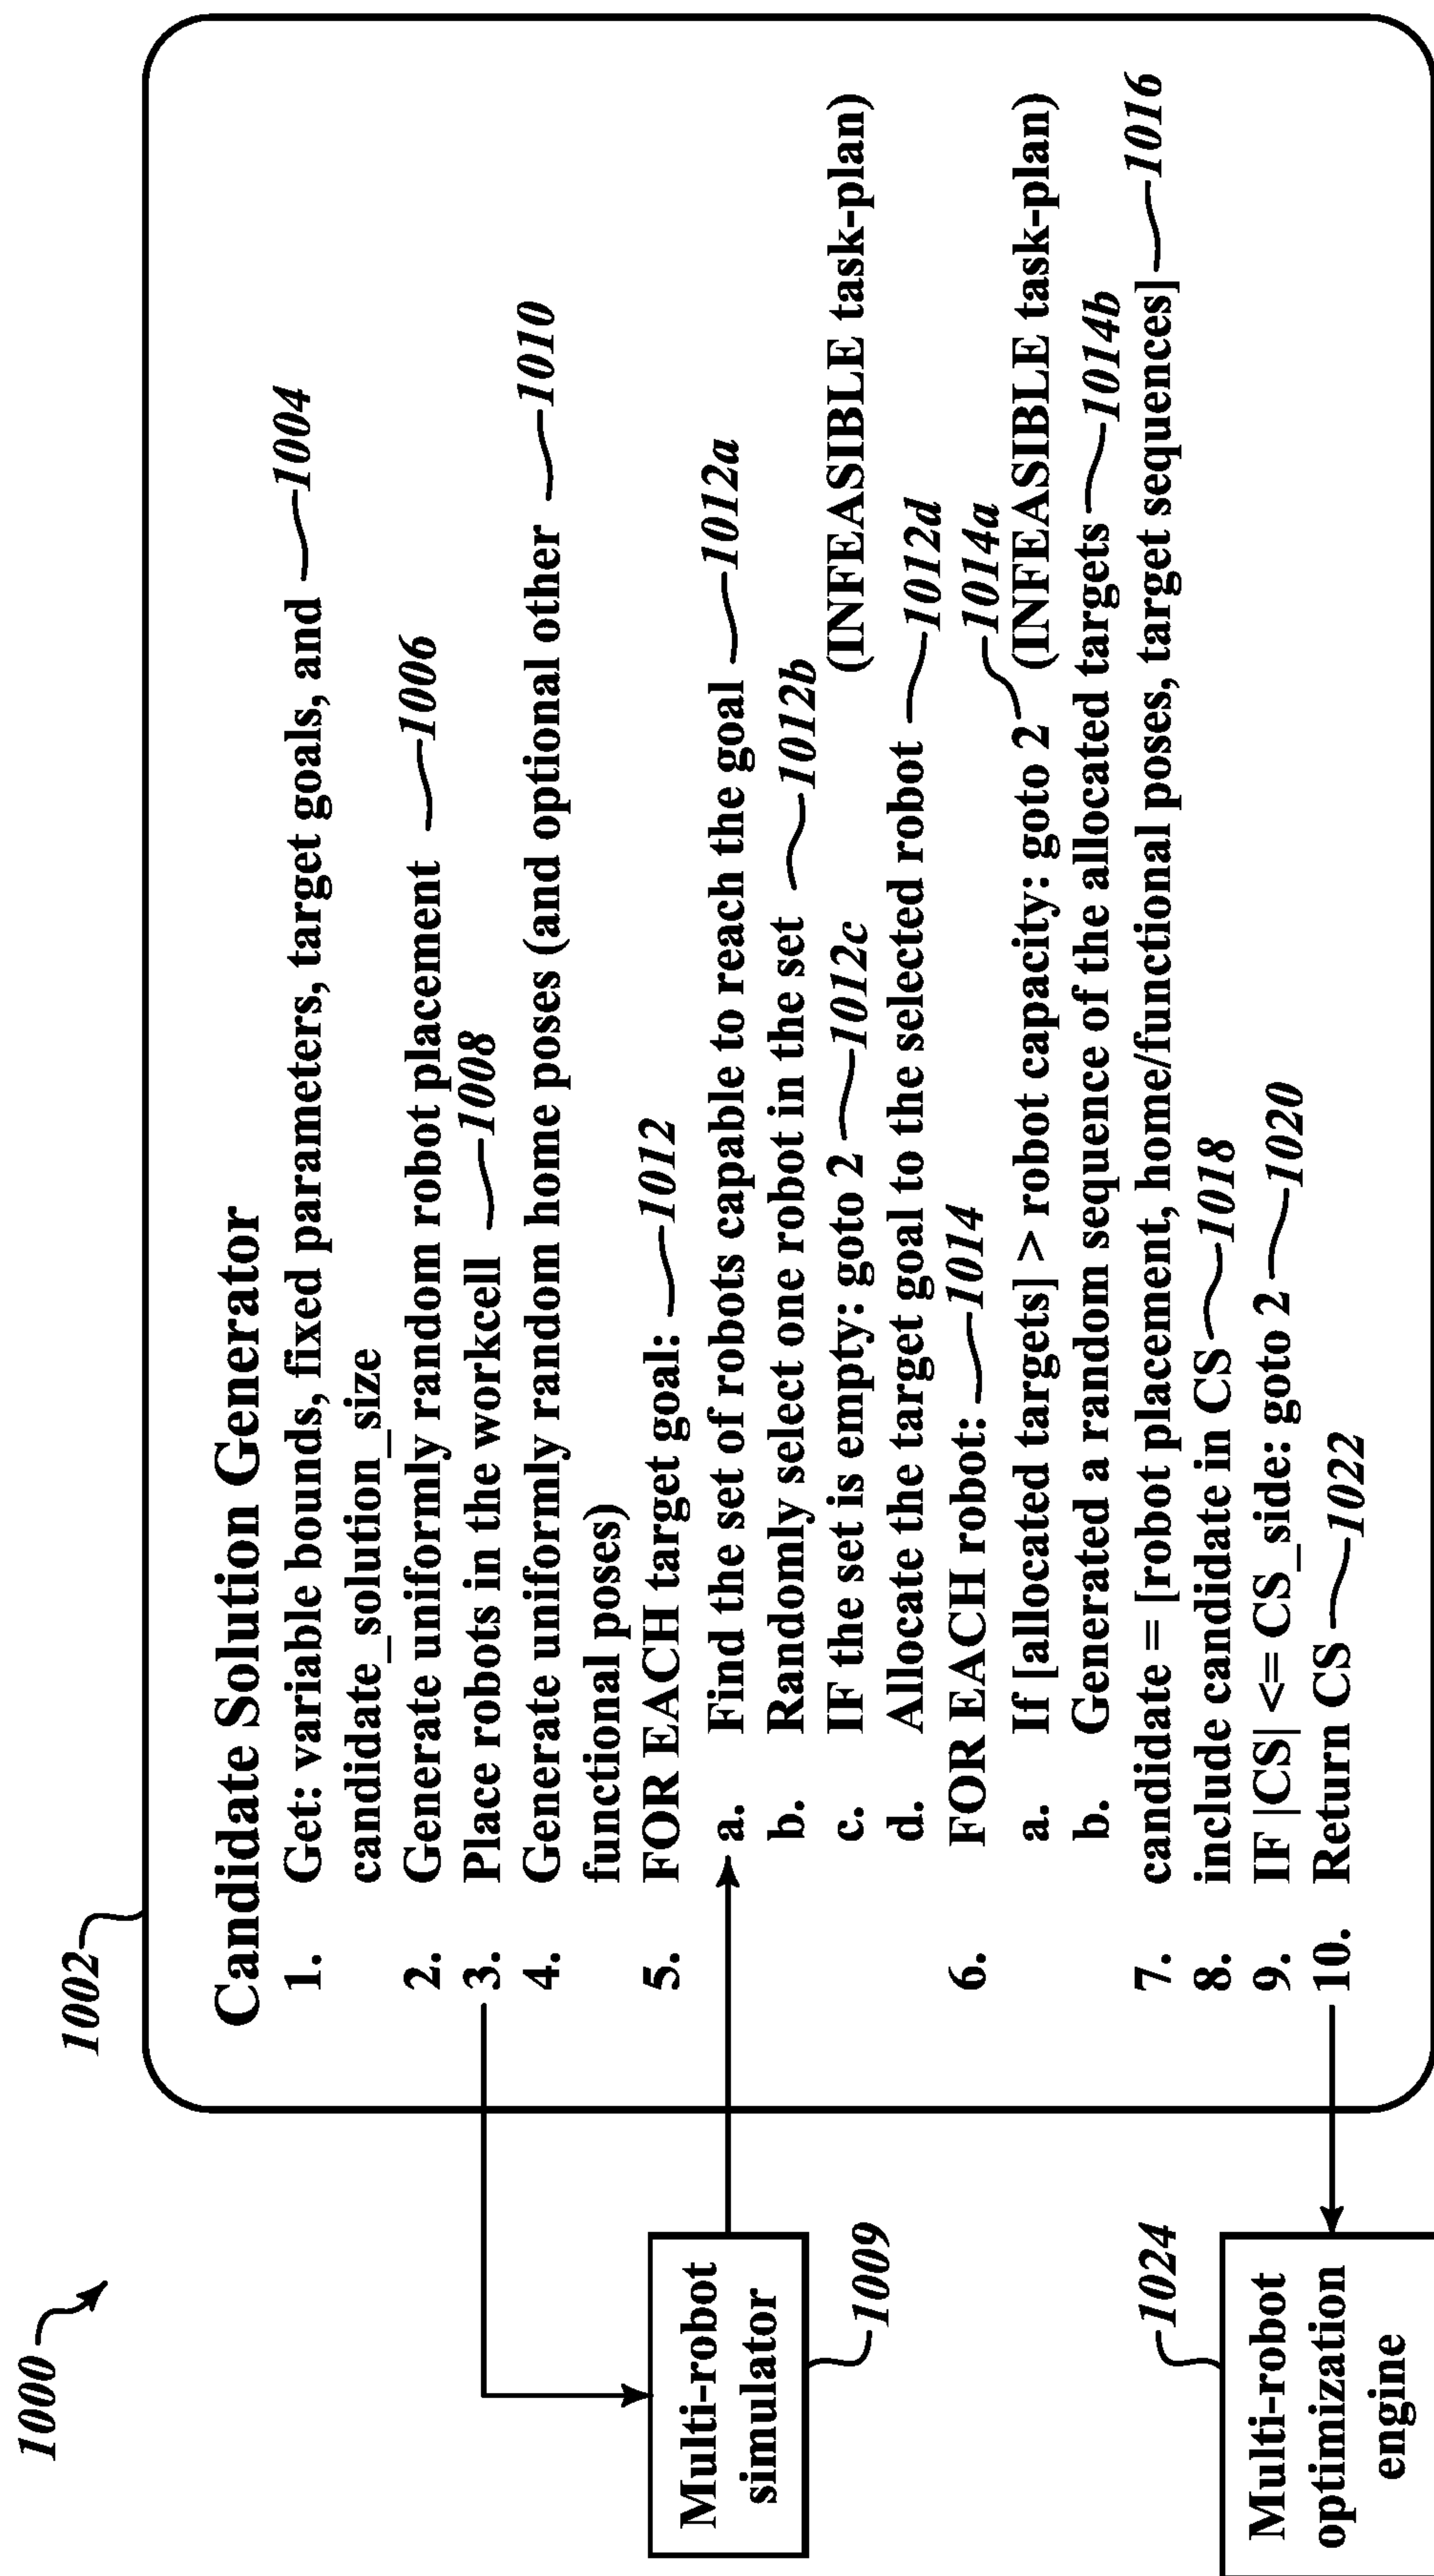 1000
1002
Candidate Solution Generator
1. Get: variable bounds, fixed parameters, target goals, and 1004
candidate_solution_size
2. Generate uniformly random robot placement 1006
3. Place robots in the workcell 1008
4. Generate uniformly random home poses (and optional other 1010
functional poses)
5. FOR EACH target goal: 1012
a. Find the set of robots capable to reach the goal 1012a
b. Randomly select one robot in the set 1012b
c. IF the set is empty: goto 2 1012c (INFEASIBLE task-plan)
d. Allocate the target goal to the selected robot 1012d
6. FOR EACH robot: 1014
a. If [allocated targets] > robot capacity: goto 2 1014a (INFEASIBLE task-plan)
b. Generated a random sequence of the allocated targets 1014b
7. candidate = [robot placement, home/functional poses, target sequences] 1016
8. include candidate in CS 1018
9. IF |CS| <= CS_side: goto 2 1020
10. Return CS 1022
Multi-robot
simulator
1009
Multi-robot
optimization
engine
1024